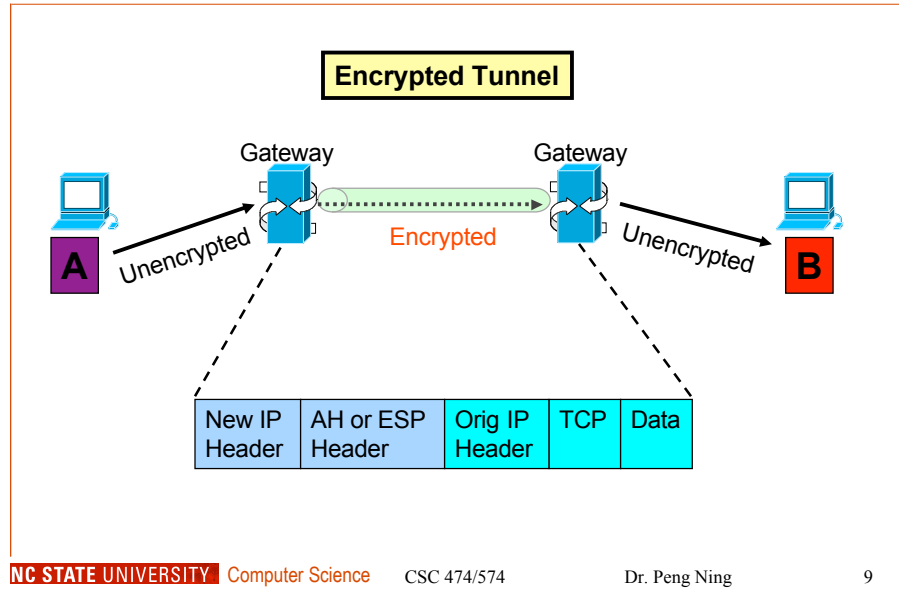 Encrypted Tunnel
Gateway
Gateway
Encrypted
Unencrypted
Unencrypted
A
B
New IP Header
AH or ESP Header
Orig IP Header
TCP
Data
NC STATE UNIVERSITY Computer Science CSC 474/574 Dr. Peng Ning 9